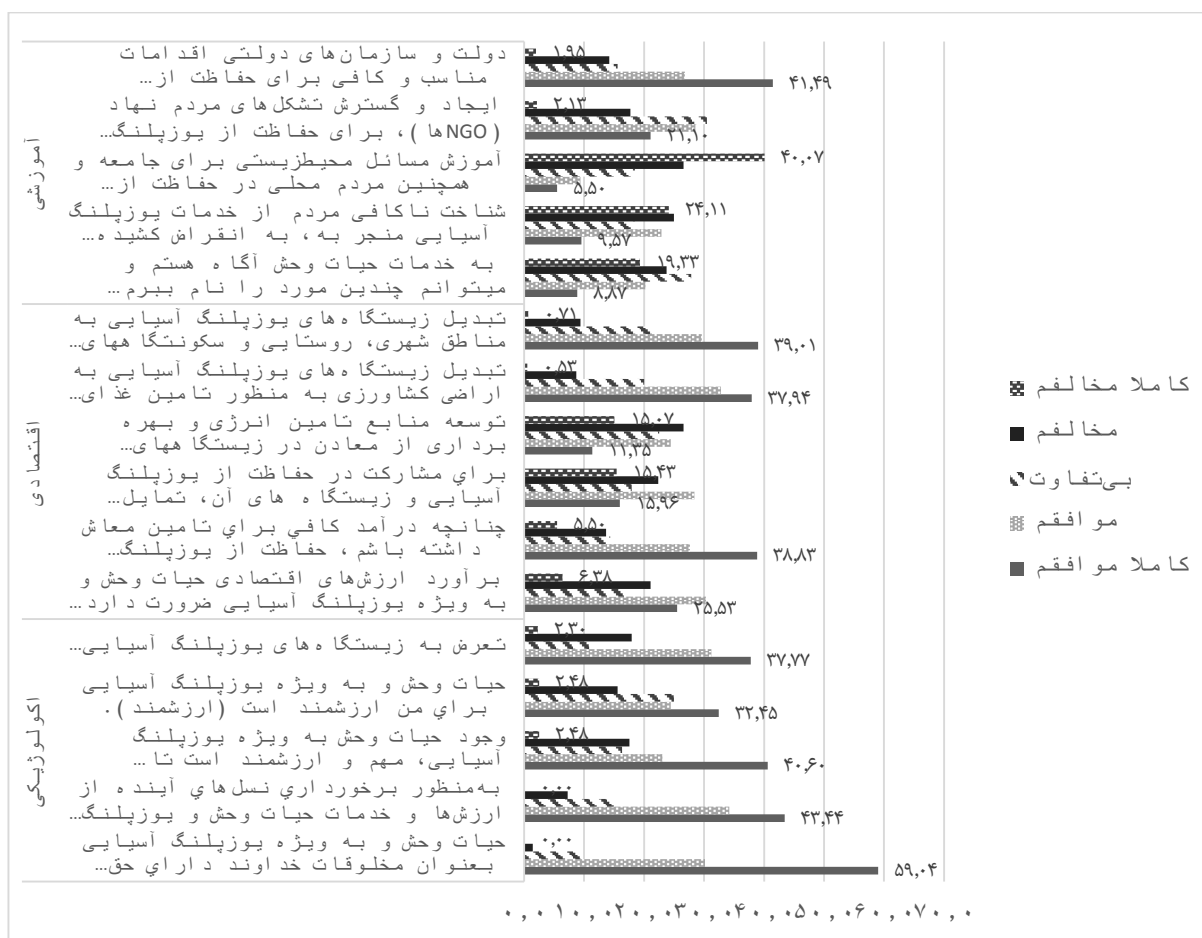 آموزشی
دولت و سازمان‌های دولتی اقدامات
مناسب و کافی برای حفاظت از...
۱,۹۵
۴۱,۴۹
ایجاد و گسترش تشکل‌های مردم نهاد
(NGOها)، برای حفاظت از یوزپلنگ...
۲,۱۳
۲۱,۱۰
آموزش مسائل محیط‌زیستی برای جامعه و
همچنین مردم محلی در حفاظت از...
۴۰,۰۷
۵,۵۰
شناخت ناکافی مردم از خدمات یوزپلنگ
آسیایی منجر به، به انقراض کشیده...
۲۴,۱۱
۹,۵۷
به خدمات حیات وحش آگاه هستم و
میتوانم چندین مورد را نام ببرم...
۱۹,۳۳
۸,۸۷
اقتصادی
تبدیل زیستگاه‌های یوزپلنگ آسیایی به
مناطق شهری، روستایی و سکونتگاههای...
۰,۷۱
۳۹,۰۱
تبدیل زیستگاه‌های یوزپلنگ آسیایی به
اراضی کشاورزی به منظور تامین غذای...
۰,۵۳
۳۷,۹۴
توسعه منابع تامین انرژی و بهره
برداری از معادن در زیستگاههای...
۱۵,۰۷
۱۱,۳۵
براي مشارکت در حفاظت از یوزپلنگ
آسیایی و زیستگاه های آن، تمایل...
۱۵,۴۳
۱۵,۹۶
چنانچه درآمد کافي براي تامین معاش
داشته باشم، حفاظت از یوزپلنگ...
۵,۵۰
۳۸,۸۳
برآورد ارزش‌های اقتصادی حیات وحش و
به ویژه یوزپلنگ آسیایی ضرورت دارد...
۶,۳۸
۲۵,۵۳
اکولوژیکی
تعرض به زیستگاه‌های یوزپلنگ آسیایی...
۲,۳۰
۳۷,۷۷
حیات وحش و به ویژه یوزپلنگ آسیایی
براي من ارزشمند است (ارزشمند).
۲,۴۸
۳۲,۴۵
وجود حیات وحش به ویژه یوزپلنگ
آسیایی، مهم و ارزشمند است تا...
۲,۴۸
۴۰,۶۰
به‌منظور برخورداري نسل‌هاي آینده از
ارزش‌ها و خدمات حیات وحش و یوزپلنگ...
۰,۰۰
۴۳,۴۴
حیات وحش و به ویژه یوزپلنگ آسیایی
بعنوان مخلوقات خداوند داراي حق...
۰,۰۰
۵۹,۰۴
۰,۰ ۱۰,۰ ۲۰,۰ ۳۰,۰ ۴۰,۰ ۵۰,۰ ۶۰,۰ ۷۰,۰
کاملا مخالفم
مخالفم
بی‌تفاوت
موافقم
کاملا موافقم